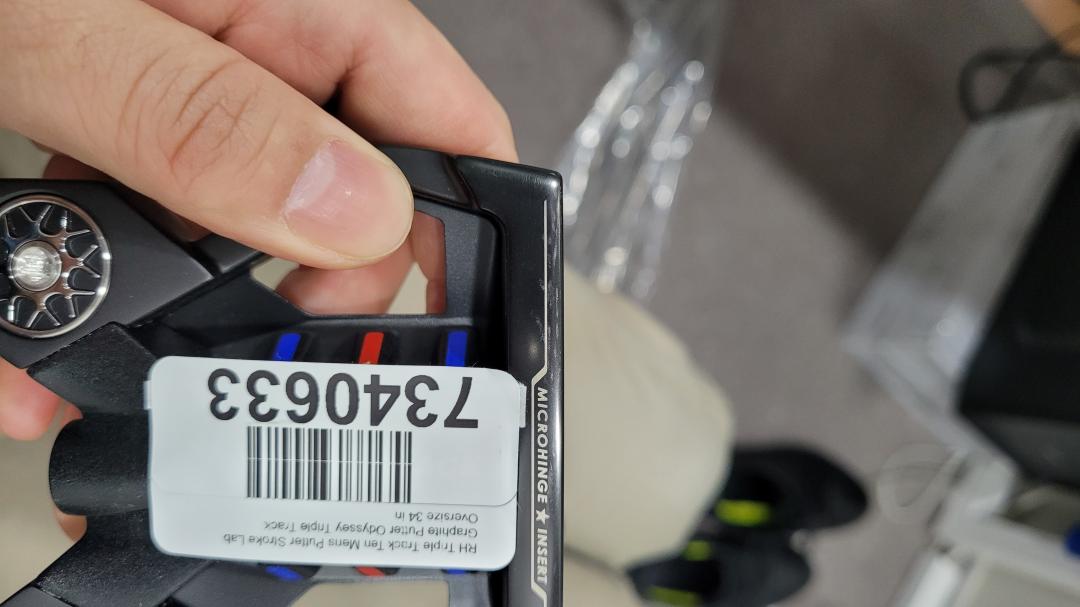 7340633
RH Triple Track Ten Mens Putter Stroke Lab
Graphite Putter Odyssey Triple Track
Oversize 34 in
MICROHINGE ★ INSERT